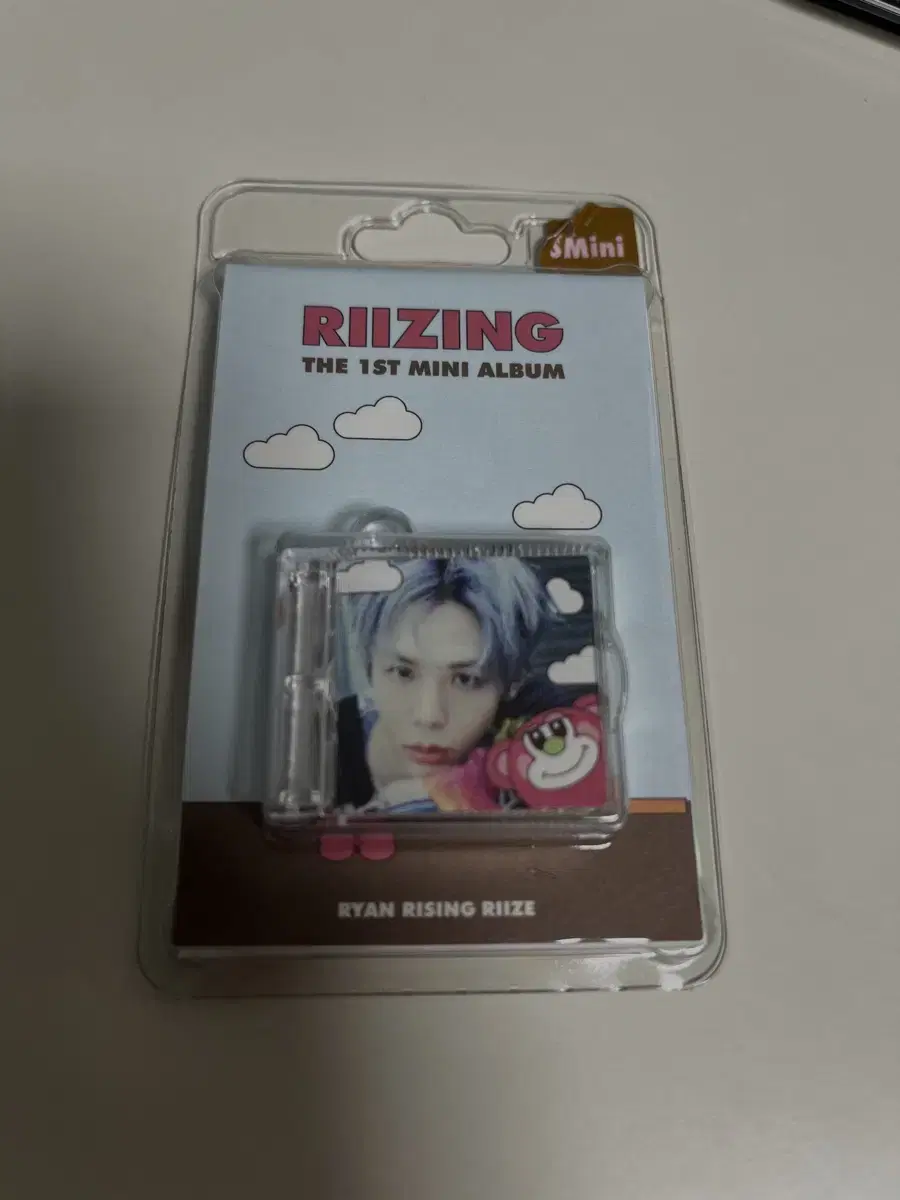 SMini
RIIZING
THE 1ST MINI ALBUM
RYAN RISING RIIZE